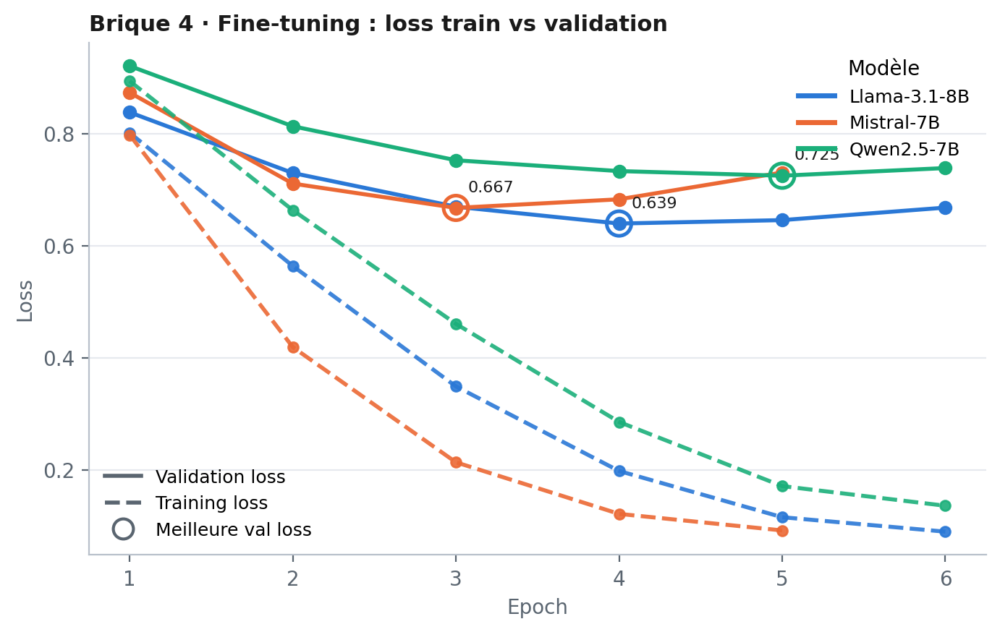 Brique 4 · Fine-tuning : loss train vs validation
Modèle
Llama-3.1-8B
Mistral-7B
Qwen2.5-7B
0.725
0.667
0.639
Loss
0.8
0.6
0.4
0.2
Validation loss
Training loss
Meilleure val loss
1 2 3 4 5 6
Epoch